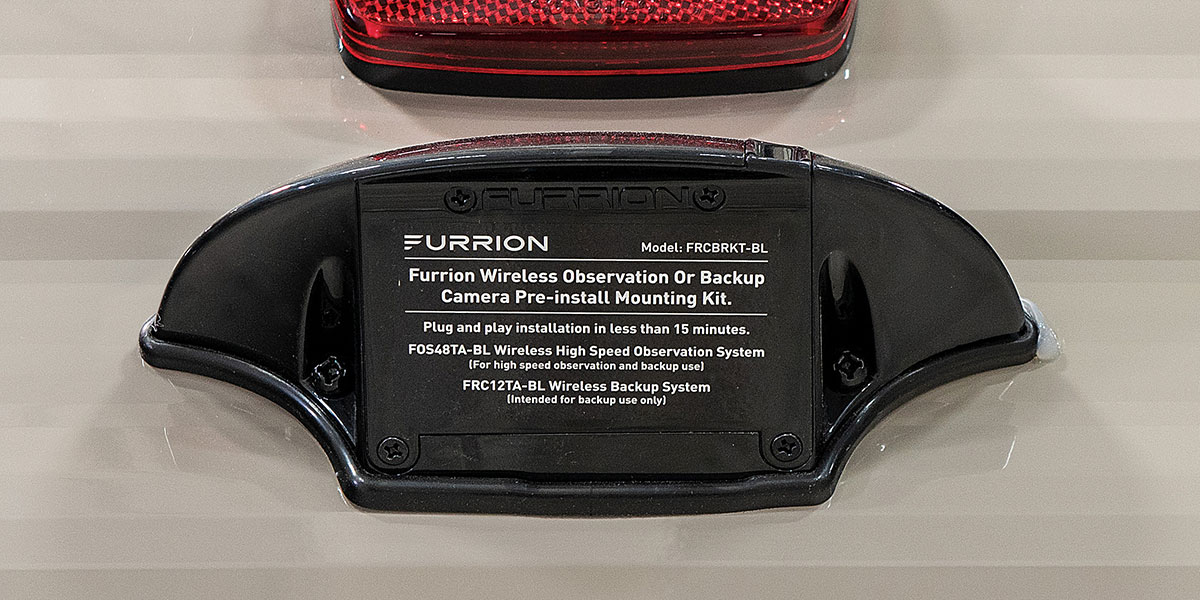 FURRION
FURRION
Model: FRCBRKT-BL
Furrion Wireless Observation Or Backup
Camera Pre-install Mounting Kit.
Plug and play installation in less than 15 minutes.
FOS48TA-BL Wireless High Speed Observation System
(For high speed observation and backup use)
FRC12TA-BL Wireless Backup System
(Intended for backup use only)